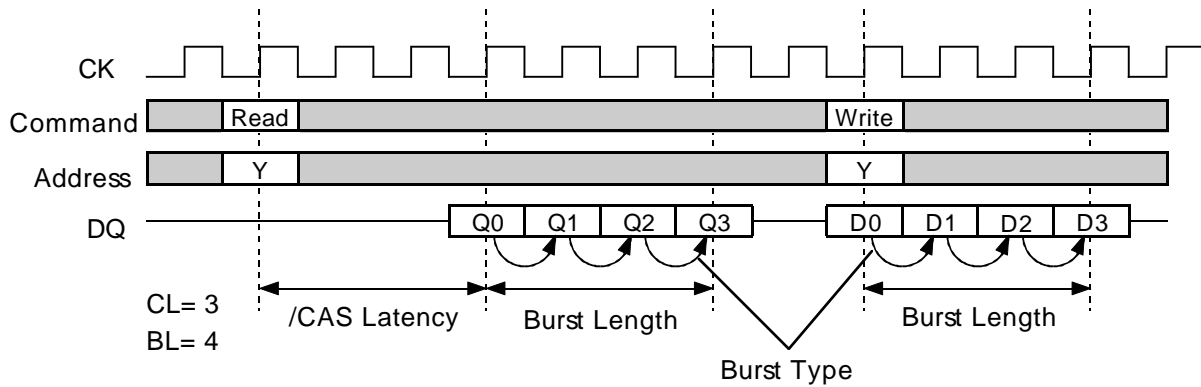 CK
Command Read Write
Address Y Y
DQ Q0 Q1 Q2 Q3 D0 D1 D2 D3
CL= 3 /CAS Latency Burst Length Burst Length
BL= 4
Burst Type